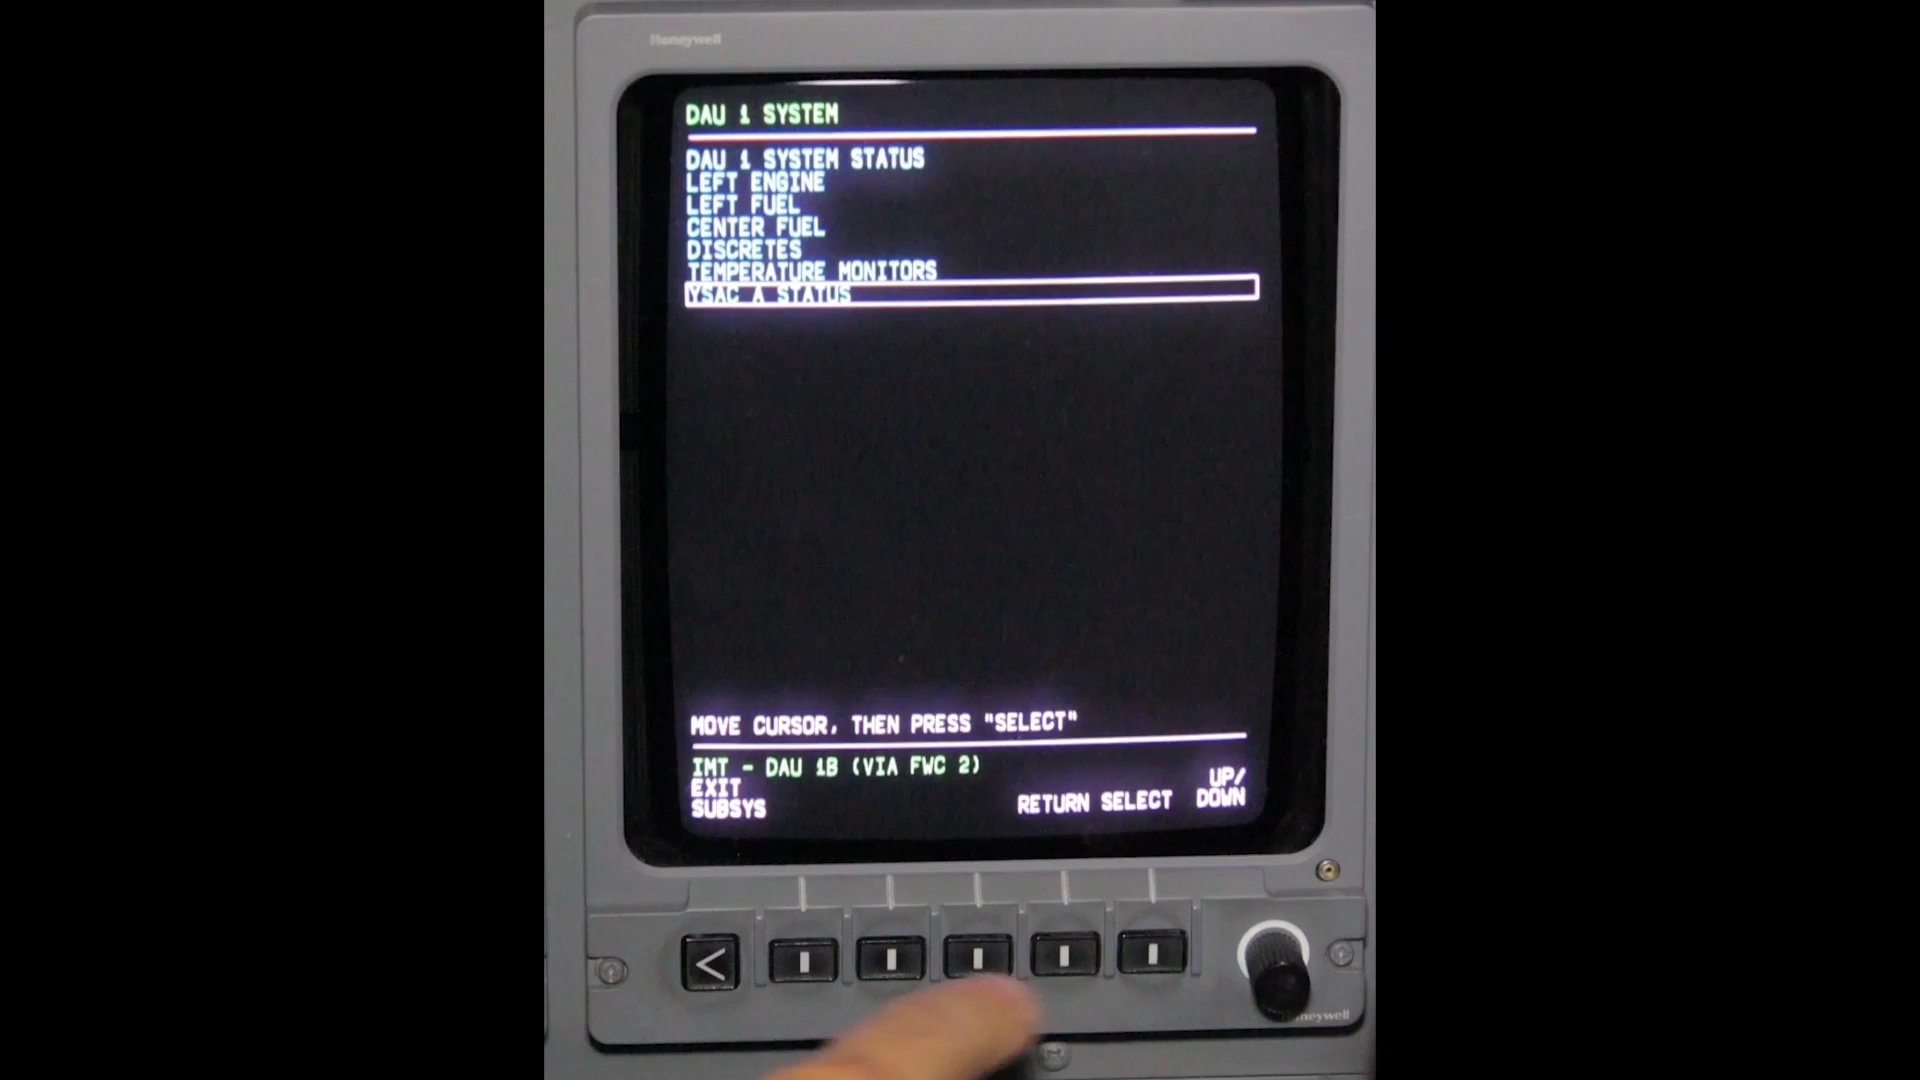 Honeywell
DAU 1 SYSTEM
DAU 1 SYSTEM STATUS
LEFT ENGINE
LEFT FUEL
CENTER FUEL
DISCRETES
TEMPERATURE MONITORS
YSAC A STATUS
MOVE CURSOR, THEN PRESS "SELECT"
IMT - DAU 1B (VIA FWC 2)
EXIT
SUBSYS
RETURN SELECT
UP/
DOWN
Honeywell